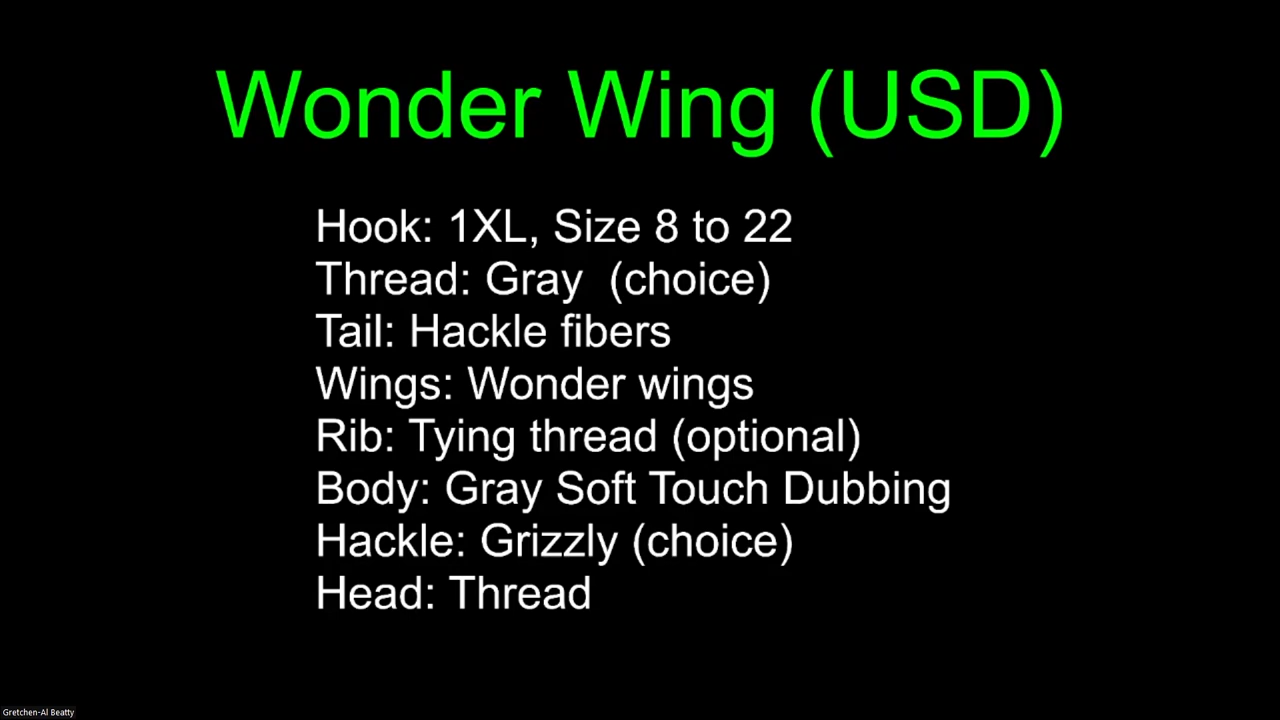 Wonder Wing (USD)
Hook: 1XL, Size 8 to 22
Thread: Gray  (choice)
Tail: Hackle fibers
Wings: Wonder wings
Rib: Tying thread (optional)
Body: Gray Soft Touch Dubbing
Hackle: Grizzly (choice)
Head: Thread
Gretchen-Al Beatty